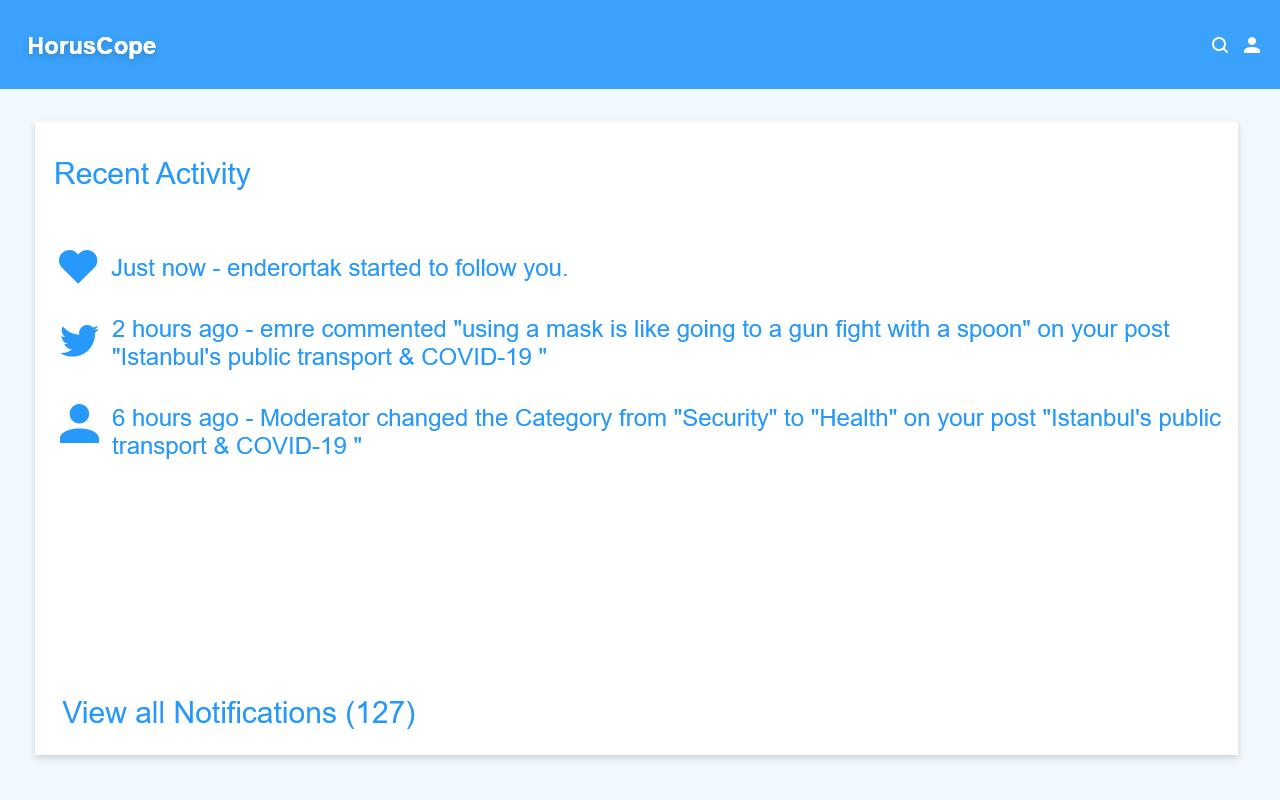 HorusCope
Recent Activity
Just now - enderortak started to follow you.
2 hours ago - emre commented "using a mask is like going to a gun fight with a spoon" on your post
"Istanbul's public transport & COVID-19 "
6 hours ago - Moderator changed the Category from "Security" to "Health" on your post "Istanbul's public
transport & COVID-19 "
View all Notifications (127)